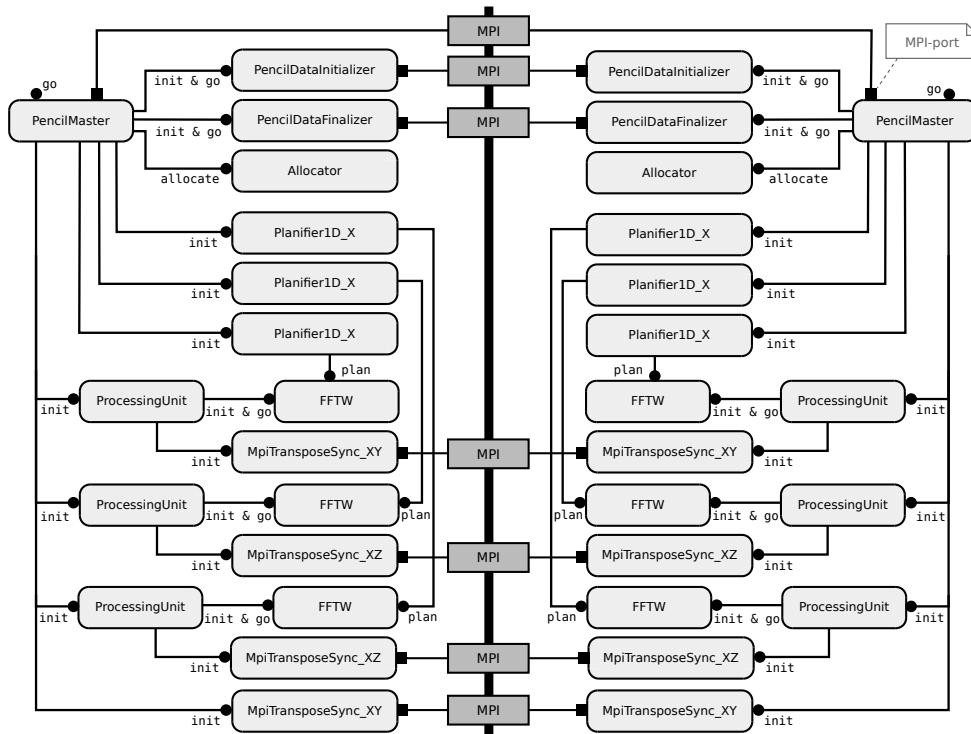 MPI
MPI-port
PencilDataInitializer MPI PencilDataInitializer
go init & go init & go go
PencilMaster PencilDataFinalizer MPI PencilDataFinalizer PencilMaster
init & go init & go
Allocator Allocator
allocate allocate
Planifier1D_X Planifier1D_X
init init
Planifier1D_X Planifier1D_X
init init
Planifier1D_X Planifier1D_X
init init
plan plan
ProcessingUnit FFTW FFTW ProcessingUnit
init init & go init & go init
MpiTransposeSync_XY MPI MpiTransposeSync_XY
init init
ProcessingUnit FFTW FFTW ProcessingUnit
init init & go plan plan init & go init
MpiTransposeSync_XZ MPI MpiTransposeSync_XZ
init init
ProcessingUnit FFTW FFTW ProcessingUnit
init init & go plan plan init & go init
MpiTransposeSync_XZ MPI MpiTransposeSync_XZ
init init
MpiTransposeSync_XY MPI MpiTransposeSync_XY
init init